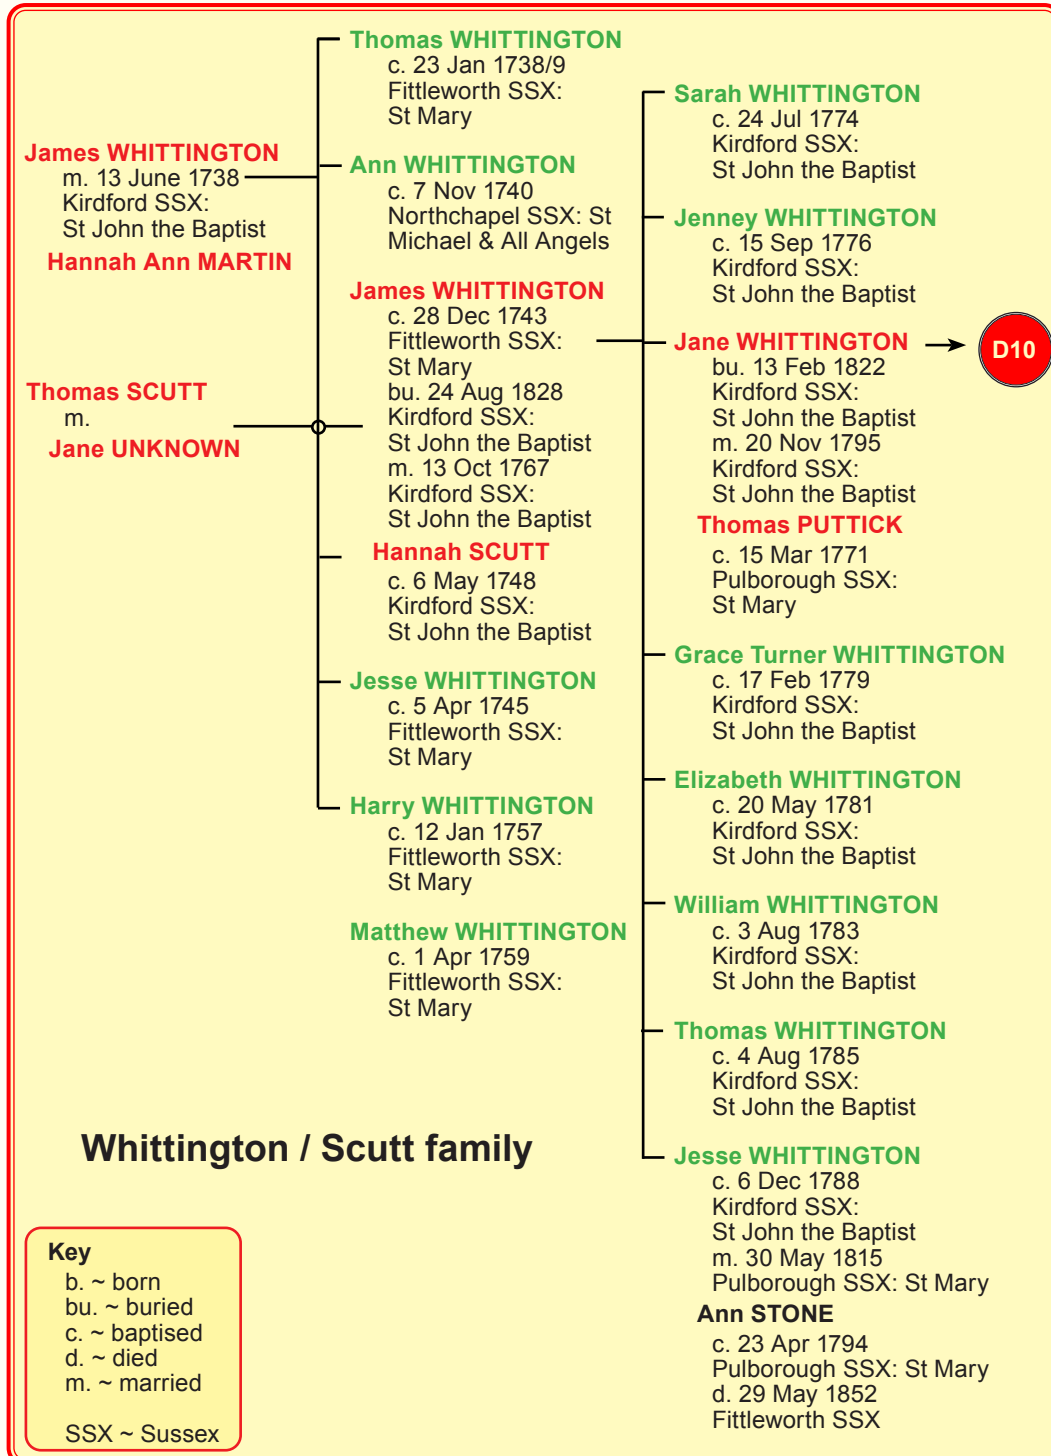 James WHITTINGTON
m. 13 June 1738
Kirdford SSX:
St John the Baptist
Hannah Ann MARTIN
Thomas SCUTT
m.
Jane UNKNOWN
Thomas WHITTINGTON
c. 23 Jan 1738/9
Fittleworth SSX:
St Mary
Ann WHITTINGTON
c. 7 Nov 1740
Northchapel SSX: St
Michael & All Angels
James WHITTINGTON
c. 28 Dec 1743
Fittleworth SSX:
St Mary
bu. 24 Aug 1828
Kirdford SSX:
St John the Baptist
m. 13 Oct 1767
Kirdford SSX:
St John the Baptist
Hannah SCUTT
c. 6 May 1748
Kirdford SSX:
St John the Baptist
Jesse WHITTINGTON
c. 5 Apr 1745
Fittleworth SSX:
St Mary
Harry WHITTINGTON
c. 12 Jan 1757
Fittleworth SSX:
St Mary
Matthew WHITTINGTON
c. 1 Apr 1759
Fittleworth SSX:
St Mary
Sarah WHITTINGTON
c. 24 Jul 1774
Kirdford SSX:
St John the Baptist
Jenney WHITTINGTON
c. 15 Sep 1776
Kirdford SSX:
St John the Baptist
Jane WHITTINGTON
D10
bu. 13 Feb 1822
Kirdford SSX:
St John the Baptist
m. 20 Nov 1795
Kirdford SSX:
St John the Baptist
Thomas PUTTICK
c. 15 Mar 1771
Pulborough SSX:
St Mary
Grace Turner WHITTINGTON
c. 17 Feb 1779
Kirdford SSX:
St John the Baptist
Elizabeth WHITTINGTON
c. 20 May 1781
Kirdford SSX:
St John the Baptist
William WHITTINGTON
c. 3 Aug 1783
Kirdford SSX:
St John the Baptist
Thomas WHITTINGTON
c. 4 Aug 1785
Kirdford SSX:
St John the Baptist
Jesse WHITTINGTON
c. 6 Dec 1788
Kirdford SSX:
St John the Baptist
m. 30 May 1815
Pulborough SSX: St Mary
Ann STONE
c. 23 Apr 1794
Pulborough SSX: St Mary
d. 29 May 1852
Fittleworth SSX
Whittington / Scutt family
Key
b. ~ born
bu. ~ buried
c. ~ baptised
d. ~ died
m. ~ married
SSX ~ Sussex